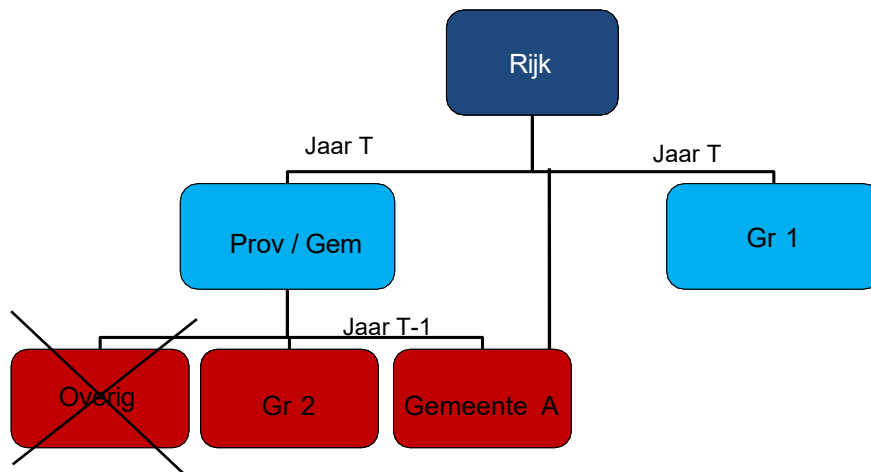 Rijk
Jaar T
Jaar T
Prov / Gem
Gr 1
Jaar T-1
Overig
Gr 2
Gemeente A